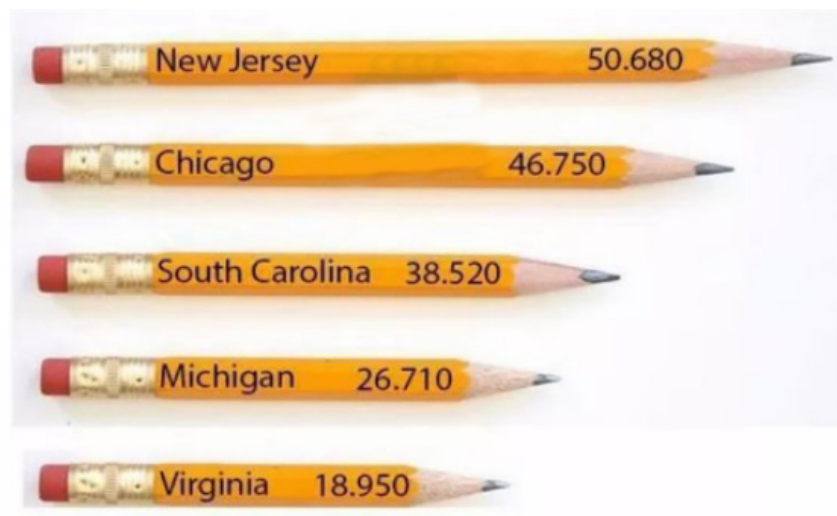 New Jersey 50.680
Chicago 46.750
South Carolina 38.520
Michigan 26.710
Virginia 18.950